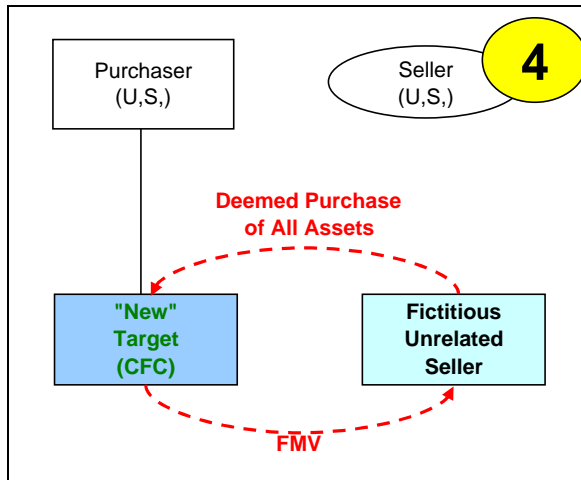 Purchaser
(U,S,)
Seller
(U,S,)
4
Deemed Purchase
of All Assets
"New"
Target
(CFC)
Fictitious
Unrelated
Seller
FMV